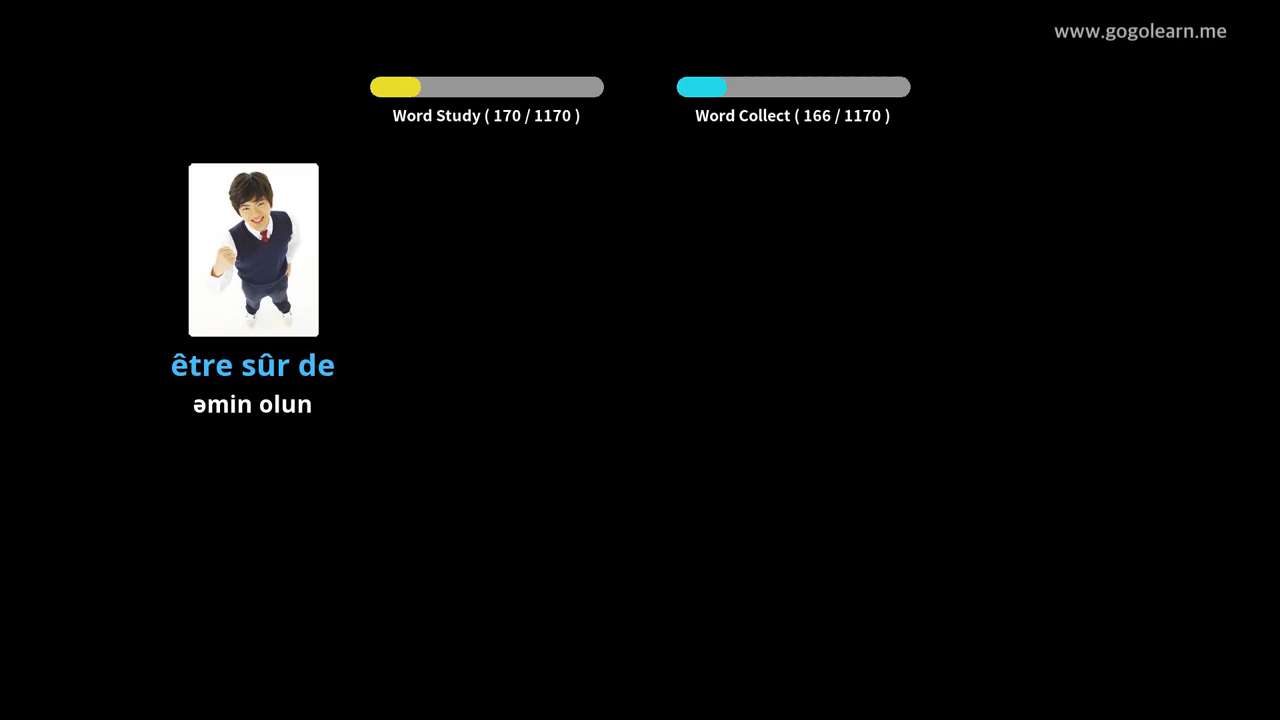 www.gogolearn.me
Word Study ( 170 / 1170 )
Word Collect ( 166 / 1170 )
être sûr de
əmin olun